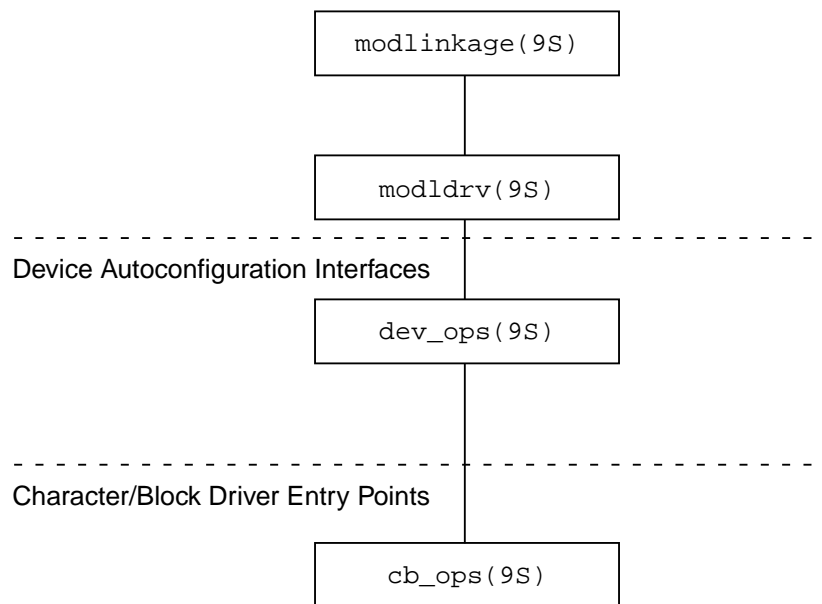 modlinkage(9S)
modldrv(9S)
Device Autoconfiguration Interfaces
dev_ops(9S)
Character/Block Driver Entry Points
cb_ops(9S)